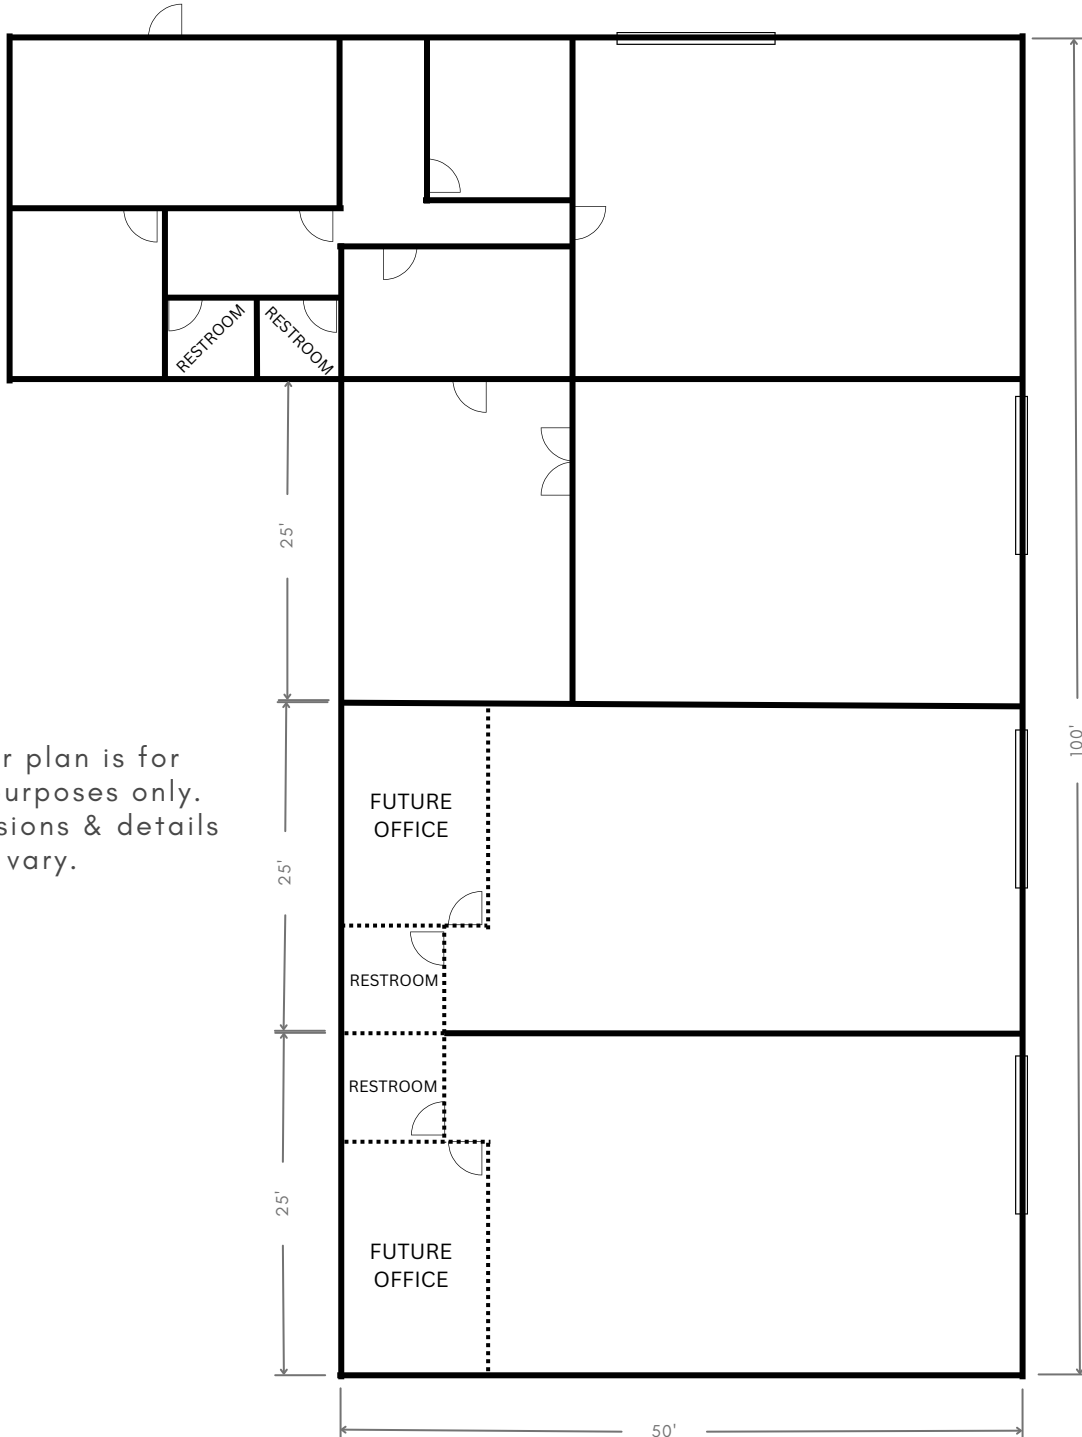 RESTROOM
RESTROOM
25'
100'
r plan is for
urposes only.
sions & details
vary.
FUTURE
OFFICE
25'
RESTROOM
RESTROOM
25'
FUTURE
OFFICE
50'